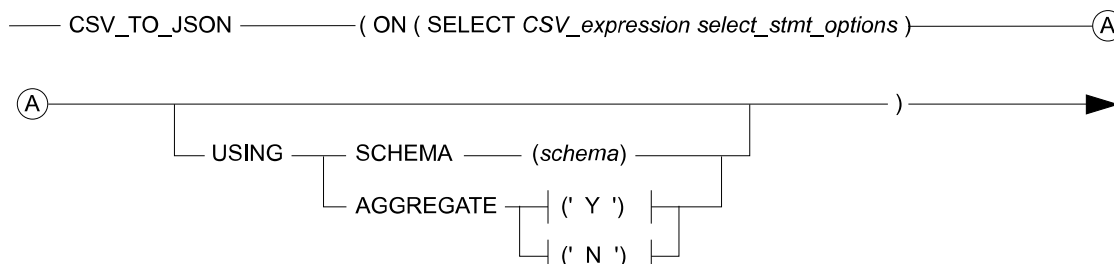 CSV_TO_JSON ( ON ( SELECT CSV_expression select_stmt_options ) A
A )
USING SCHEMA (schema)
AGGREGATE (' Y ')
(' N ')